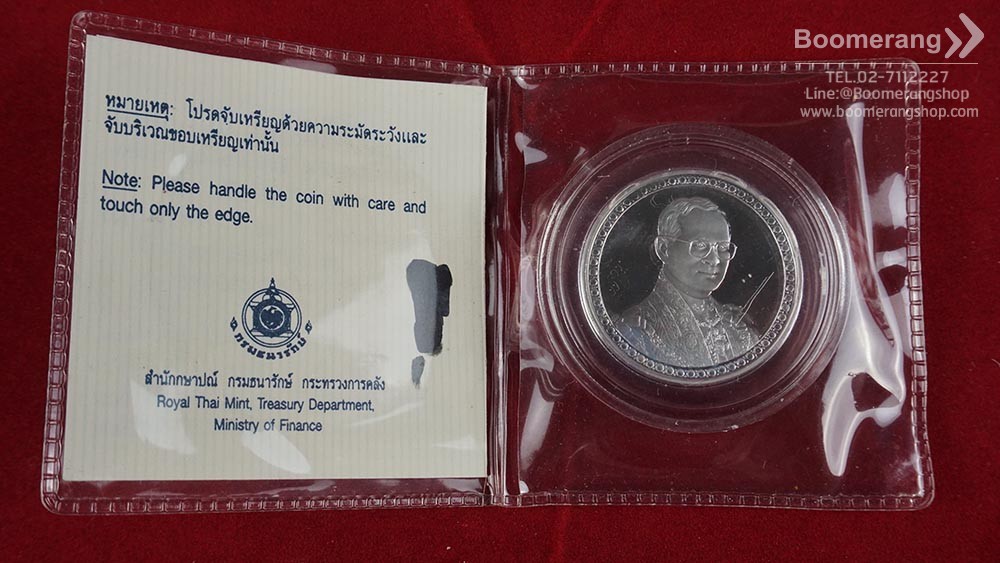 หมายเหตุ: โปรดจับเหรียญด้วยความระมัดระวังและ
จับบริเวณขอบเหรียญเท่านั้น
Note: Please handle the coin with care and
touch only the edge.
กรมธนารักษ์
สำนักกษาปณ์ กรมธนารักษ์ กระทรวงการคลัง
Royal Thai Mint, Treasury Department,
Ministry of Finance
Boomerang
TEL.02-7112227
Line:@Boomerangshop
www.boomerangshop.com